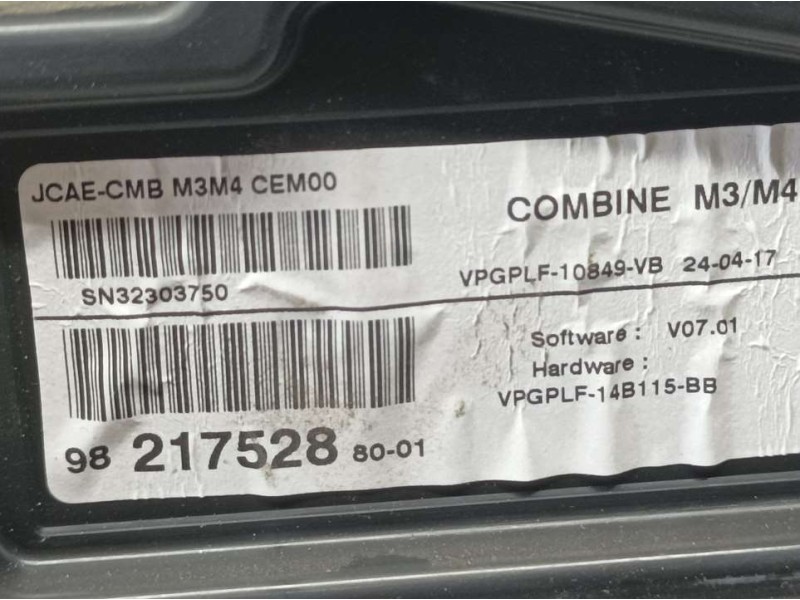 JCAE-CMB M3M4 CEM00
SN32303750
98 217528 80-01
COMBINE M3/M4
VPGPLF-10849-VB 24-04-17
Software : V07.01
Hardware :
VPGPLF-14B115-BB